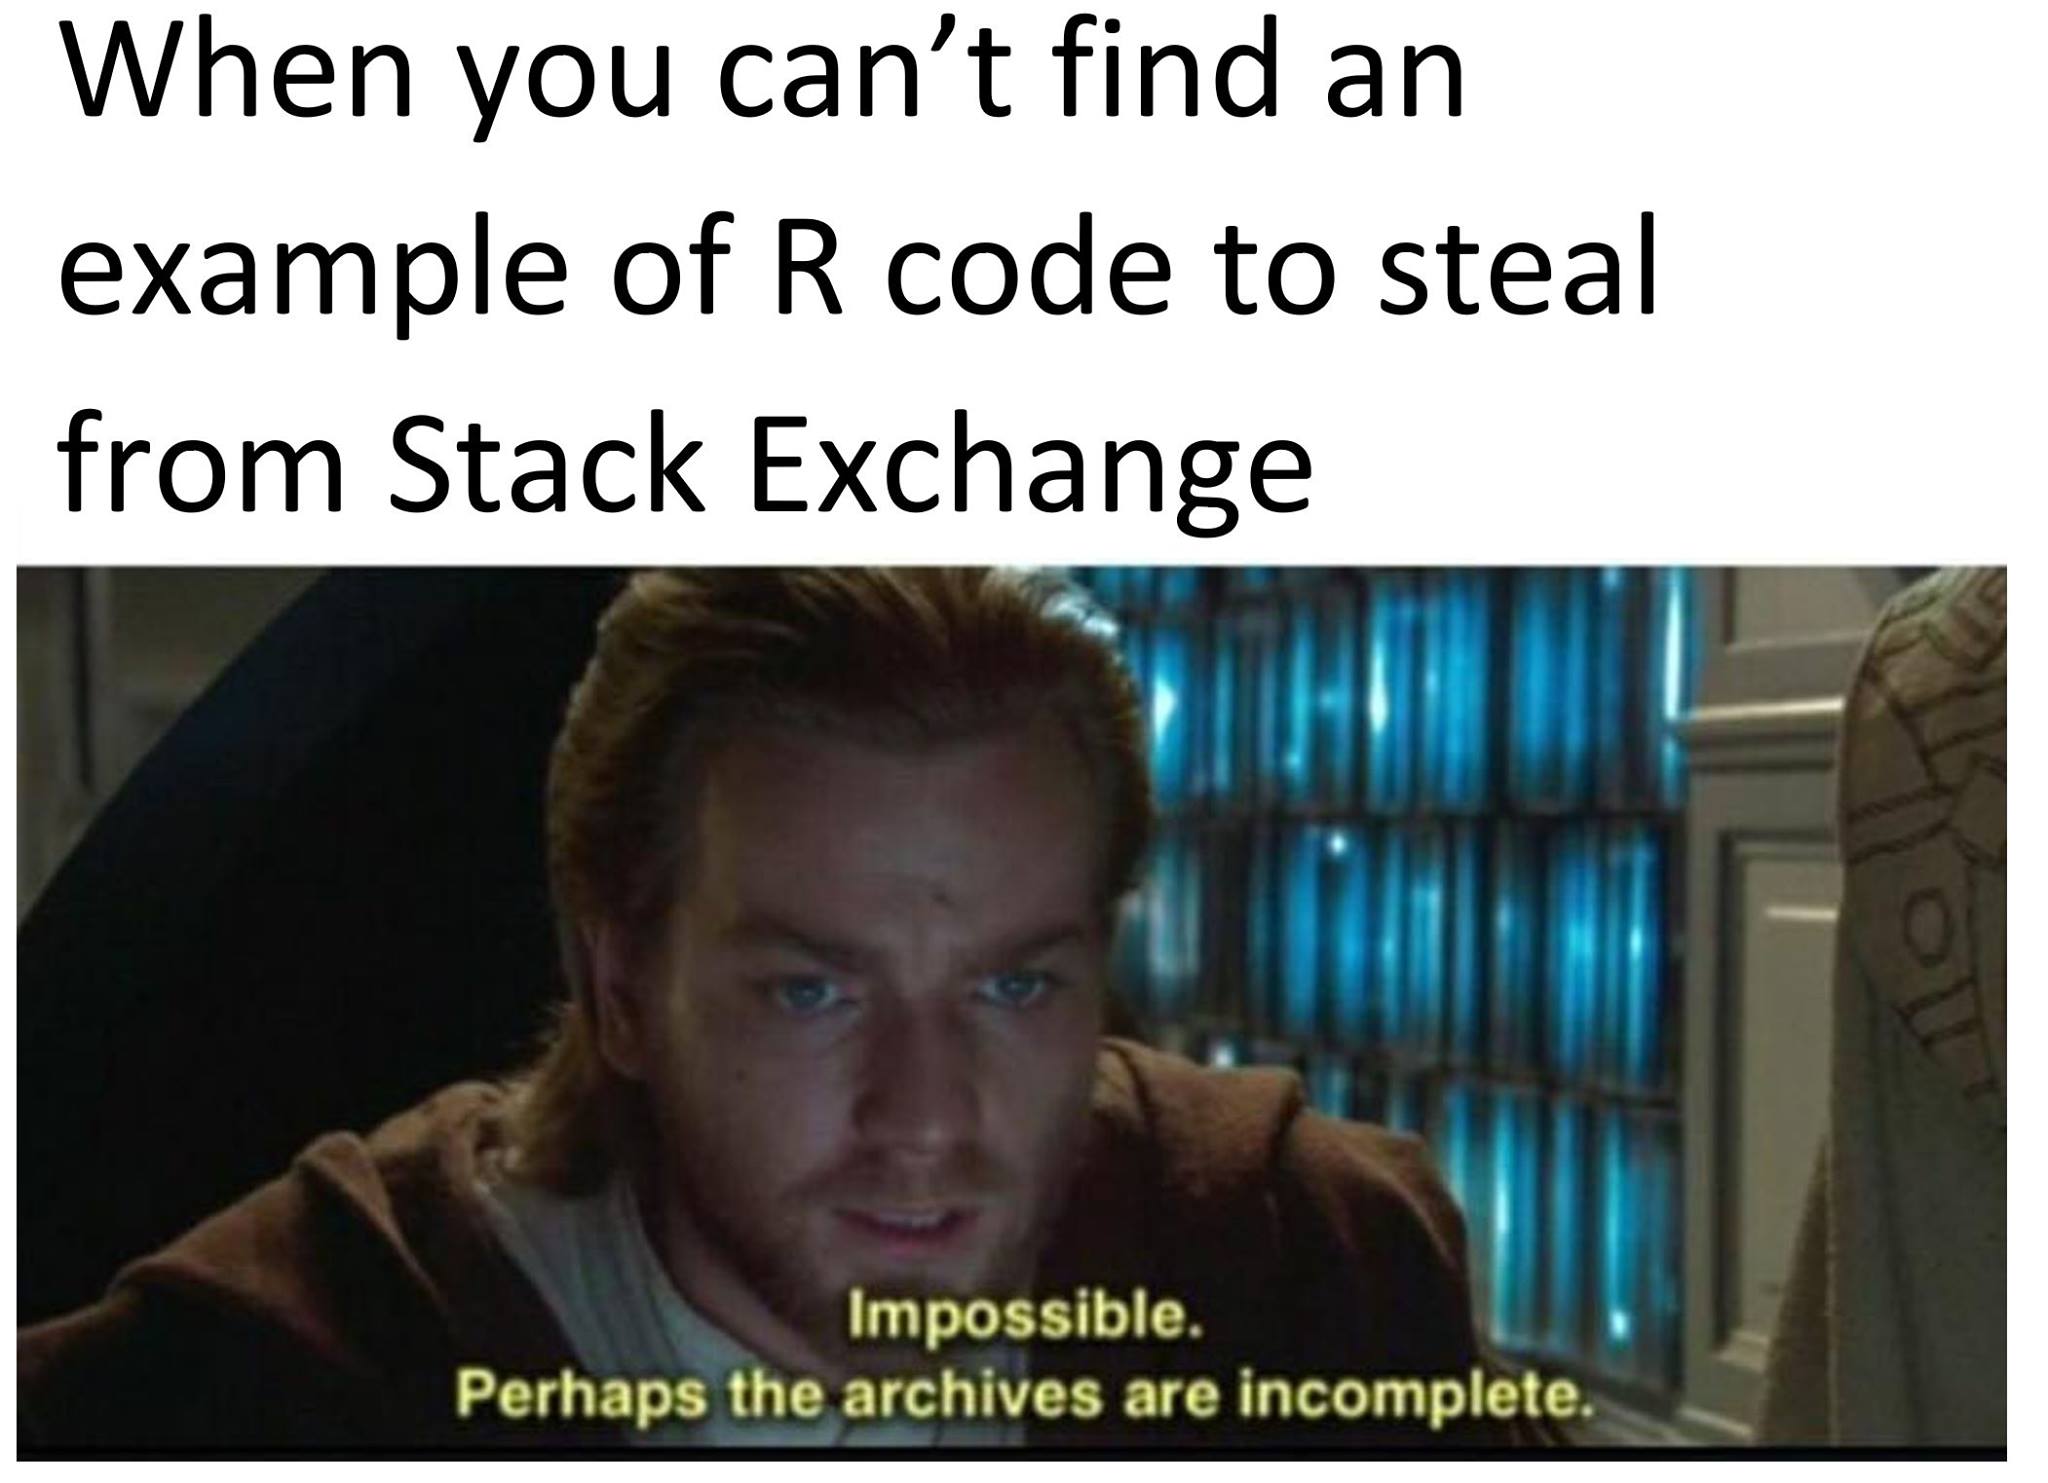 When you can’t find an
example of R code to steal
from Stack Exchange
Impossible.
Perhaps the archives are incomplete.